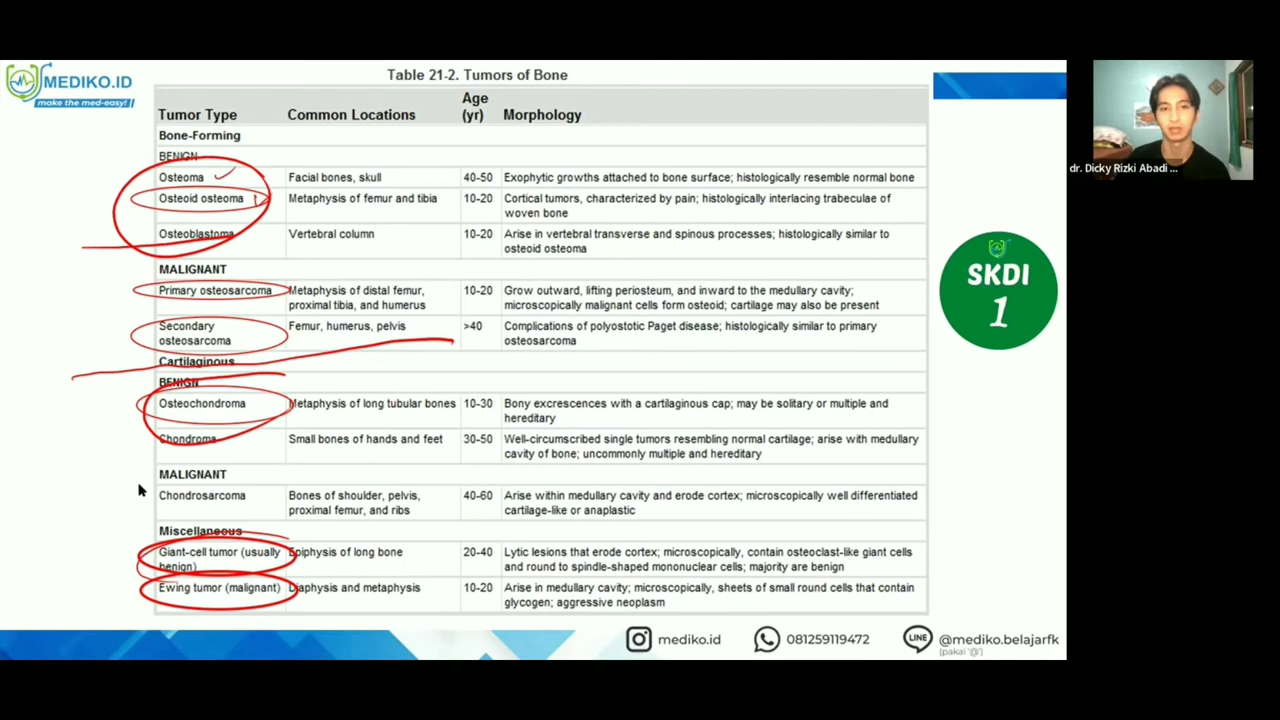 MEDIKO.ID
make the med-easy!
Table 21-2. Tumors of Bone
Tumor Type Common Locations Age (yr) Morphology
Bone-Forming
BENIGN
Osteoma Facial bones, skull 40-50 Exophytic growths attached to bone surface; histologically resemble normal bone
Osteoid osteoma Metaphysis of femur and tibia 10-20 Cortical tumors, characterized by pain; histologically interlacing trabeculae of
woven bone
Osteoblastoma Vertebral column 10-20 Arise in vertebral transverse and spinous processes; histologically similar to
osteoid osteoma
MALIGNANT
Primary osteosarcoma Metaphysis of distal femur, 10-20 Grow outward, lifting periosteum, and inward to the medullary cavity;
proximal tibia, and humerus microscopically malignant cells form osteoid; cartilage may also be present
Secondary Femur, humerus, pelvis >40 Complications of polyostotic Paget disease; histologically similar to primary
osteosarcoma osteosarcoma
Cartilaginous
BENIGN
Osteochondroma Metaphysis of long tubular bones 10-30 Bony excrescences with a cartilaginous cap; may be solitary or multiple and
hereditary
Chondroma Small bones of hands and feet 30-50 Well-circumscribed single tumors resembling normal cartilage; arise with medullary
cavity of bone; uncommonly multiple and hereditary
MALIGNANT
Chondrosarcoma Bones of shoulder, pelvis, 40-60 Arise within medullary cavity and erode cortex; microscopically well differentiated
proximal femur, and ribs cartilage-like or anaplastic
Miscellaneous
Giant-cell tumor (usually Epiphysis of long bone 20-40 Lytic lesions that erode cortex; microscopically, contain osteoclast-like giant cells
benign) and round to spindle-shaped mononuclear cells; majority are benign
Ewing tumor (malignant) Diaphysis and metaphysis 10-20 Arise in medullary cavity; microscopically, sheets of small round cells that contain
glycogen; aggressive neoplasm
SKDI
1
dr. Dicky Rizki Abadi ...
mediko.id 081259119472 LINE @mediko.belajarfk
(pakai '@')